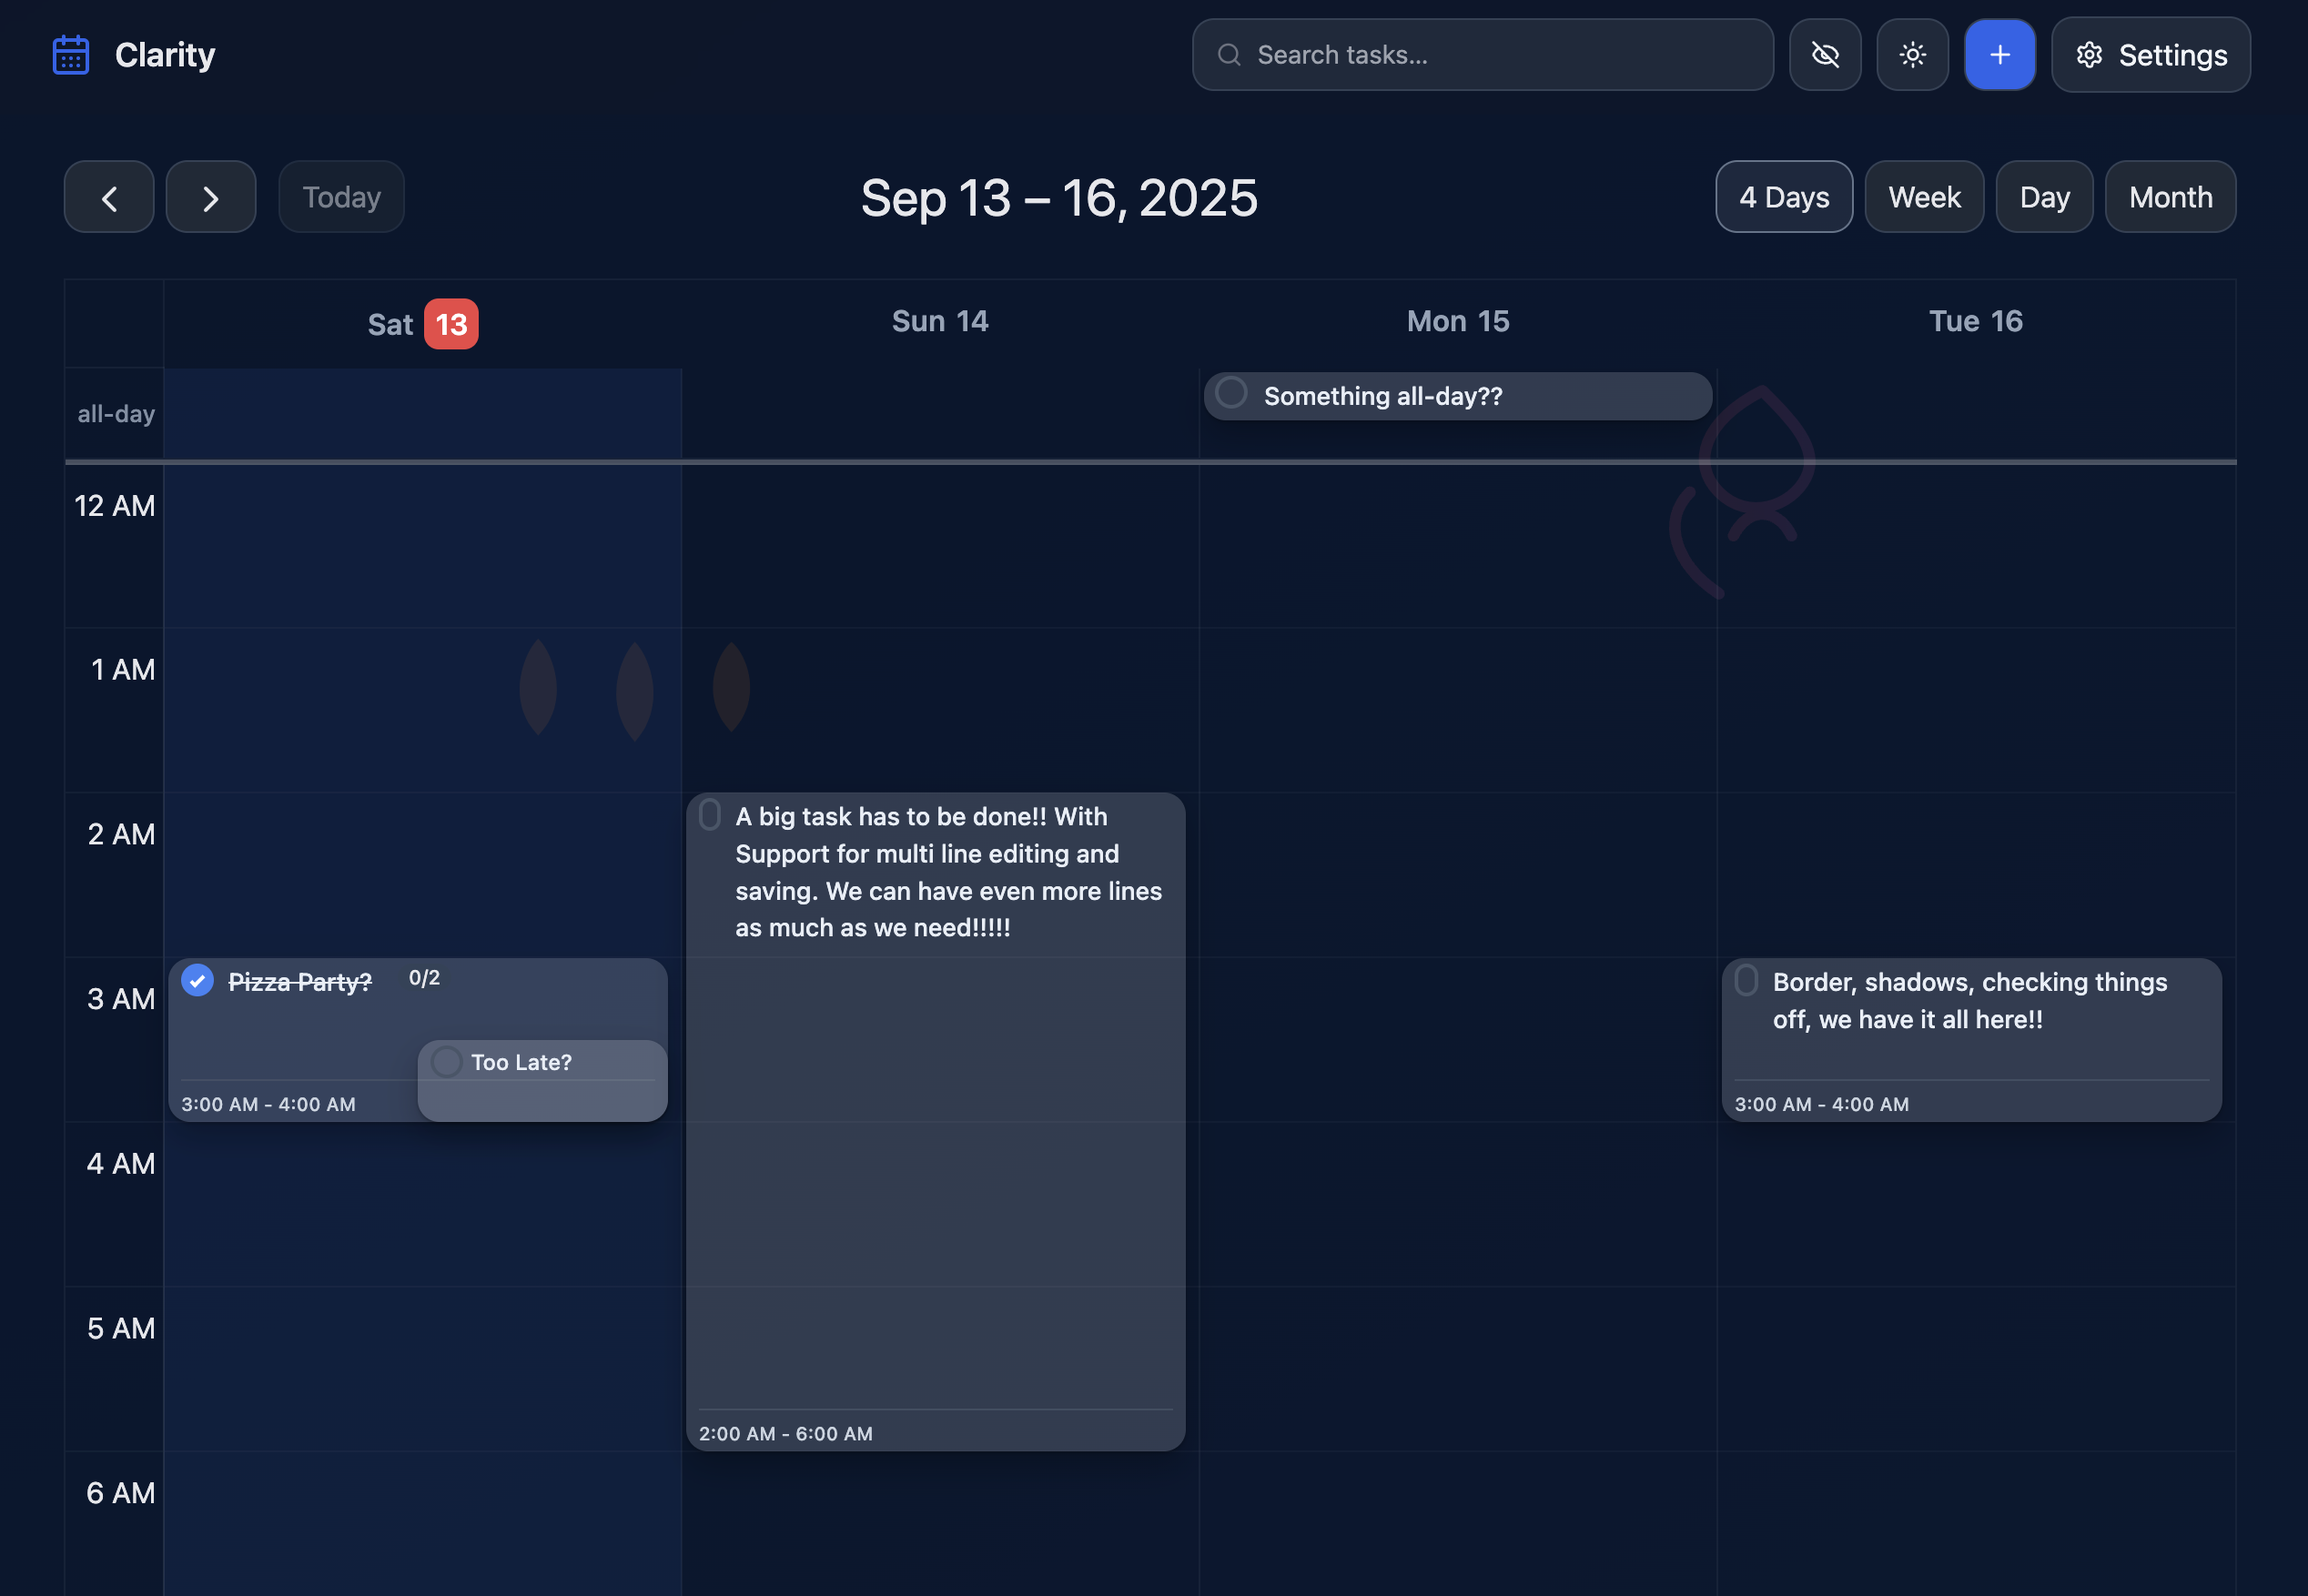 Clarity
Search tasks...
Settings
Today
Sep 13 – 16, 2025
4 Days
Week
Day
Month
Sat 13
Sun 14
Mon 15
Tue 16
all-day
Something all-day??
12 AM
1 AM
2 AM
A big task has to be done!! With
Support for multi line editing and
saving. We can have even more lines
as much as we need!!!!!
2:00 AM - 6:00 AM
3 AM
Pizza Party?
0/2
Too Late?
3:00 AM - 4:00 AM
Border, shadows, checking things
off, we have it all here!!
3:00 AM - 4:00 AM
4 AM
5 AM
6 AM